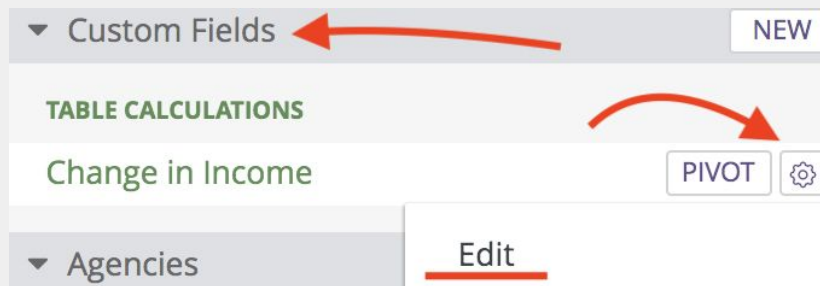 Custom Fields
NEW
TABLE CALCULATIONS
Change in Income
PIVOT
Agencies
Edit